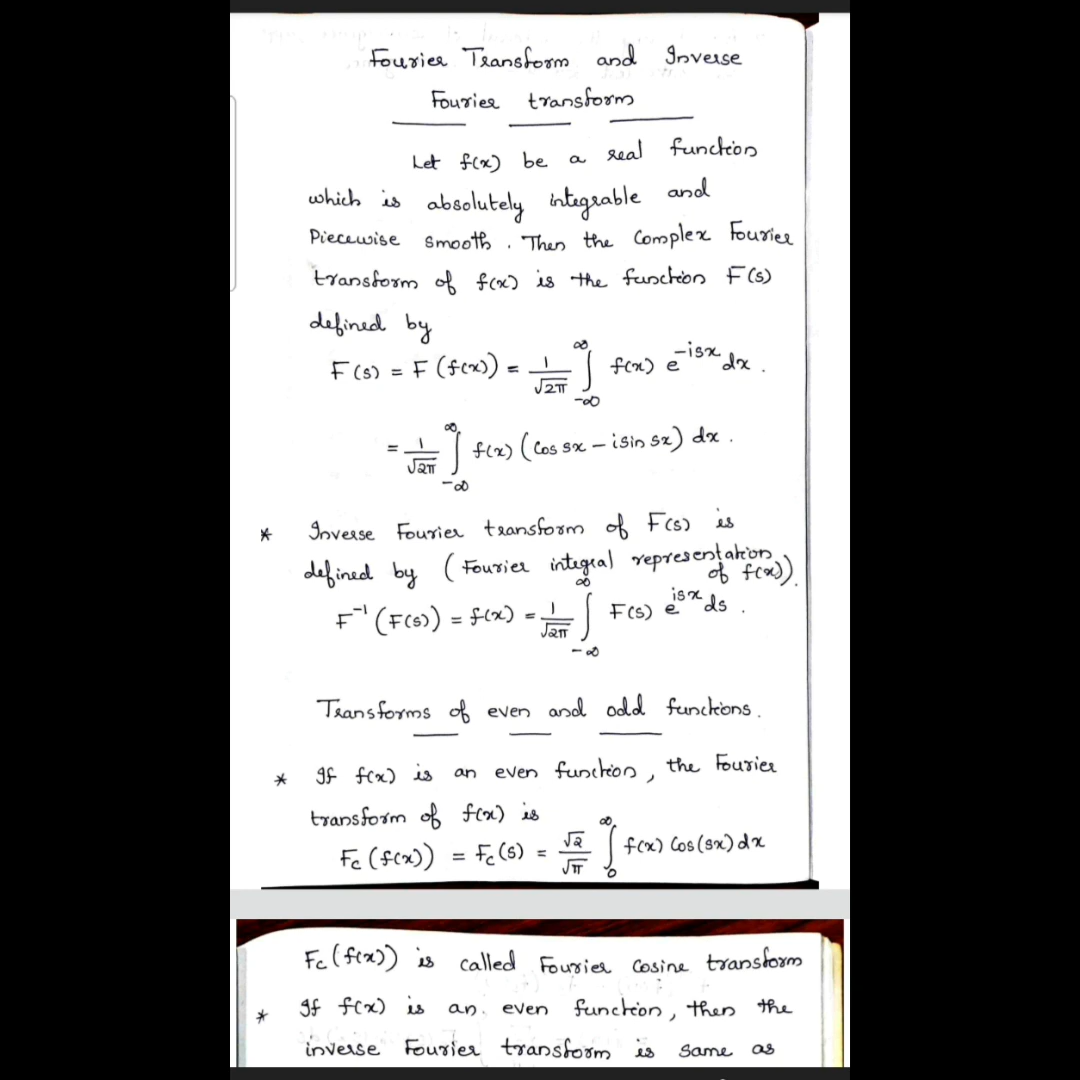 Fourier Transform and Inverse
Fourier transform
Let f(x) be a real function
which is absolutely integrable and
Piecewise smooth. Then the Complex Fourier
transform of f(x) is the function F(s)
defined by
F(s) = F(f(x)) = 1/√2π ∫_{-∞}^{∞} f(x) e^{-isx} dx.
= 1/√2π ∫_{-∞}^{∞} f(x) (Cos sx - i sin sx) dx.
* Inverse Fourier transform of F(s) is
defined by (Fourier integral representation of f(x)).
F^{-1}(F(s)) = f(x) = 1/√2π ∫_{-∞}^{∞} F(s) e^{isx} ds.
Transforms of even and odd functions.
* If f(x) is an even function, the Fourier
transform of f(x) is
Fc(f(x)) = Fc(s) = √2/√π ∫_{0}^{∞} f(x) Cos(sx) dx
Fc(f(x)) is called Fourier Cosine transform
* If f(x) is an even function, then the
inverse Fourier transform is same as